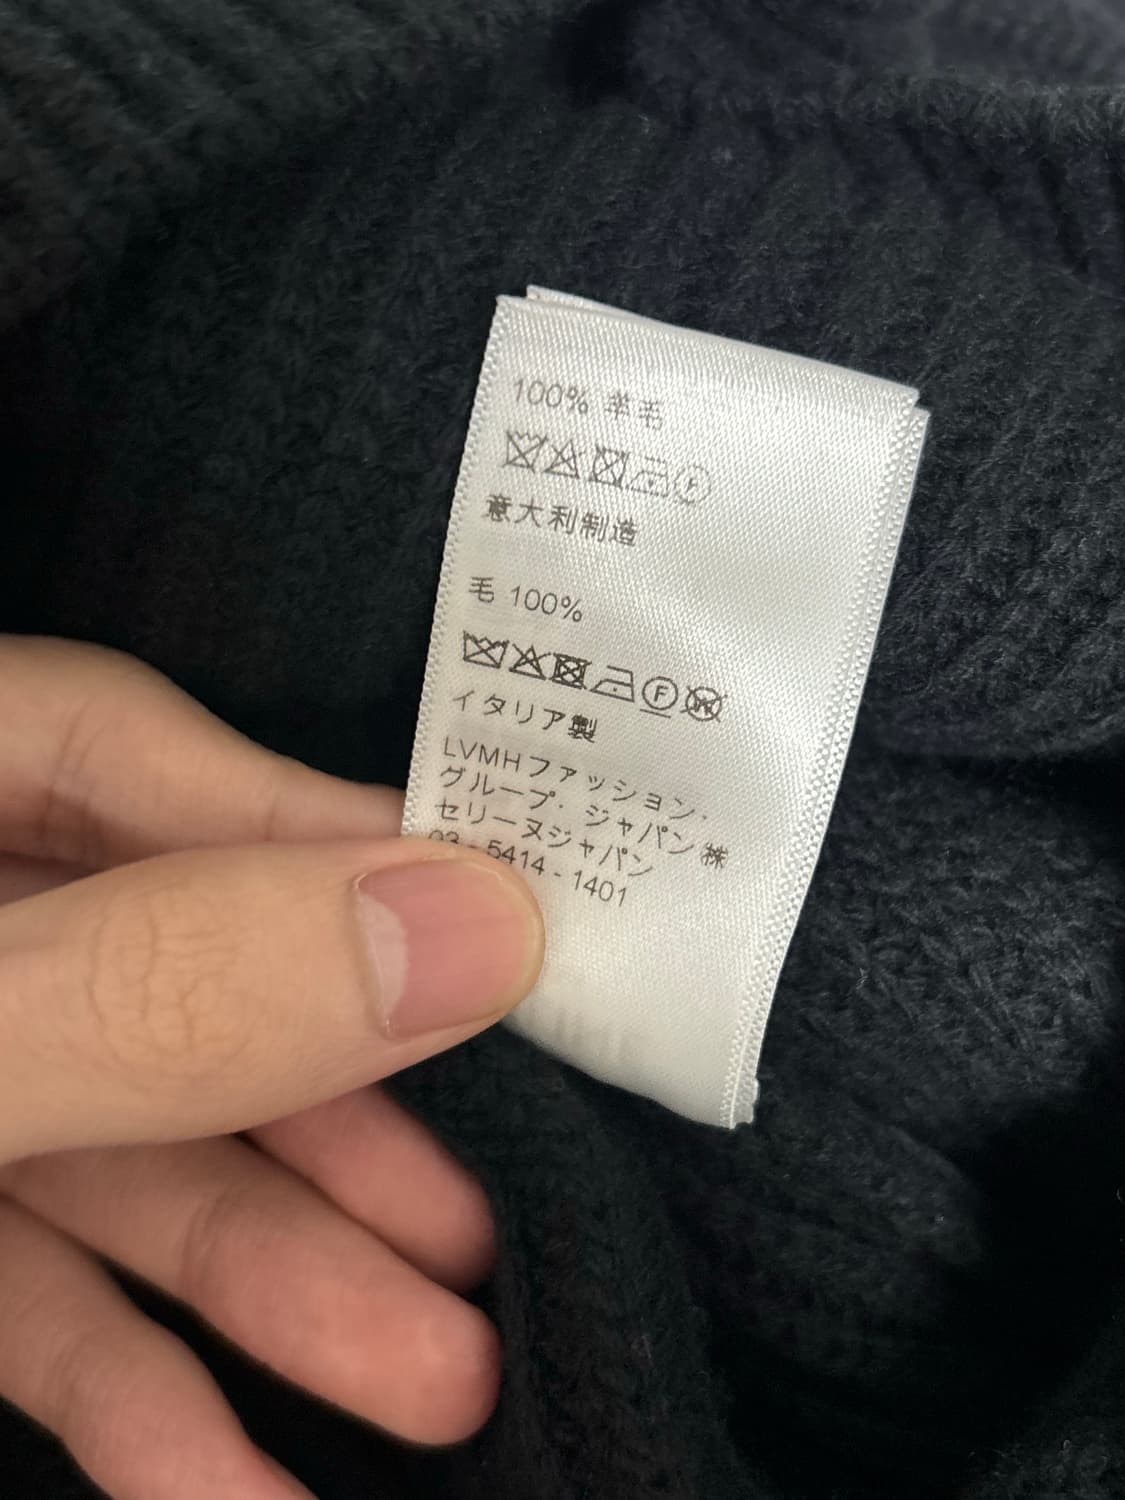 100% 羊毛
F
意大利制造
毛 100%
F W
イタリア製
LVMHファッション・
グループ・ジャパン㈱
セリーヌジャパン
03-5414-1401